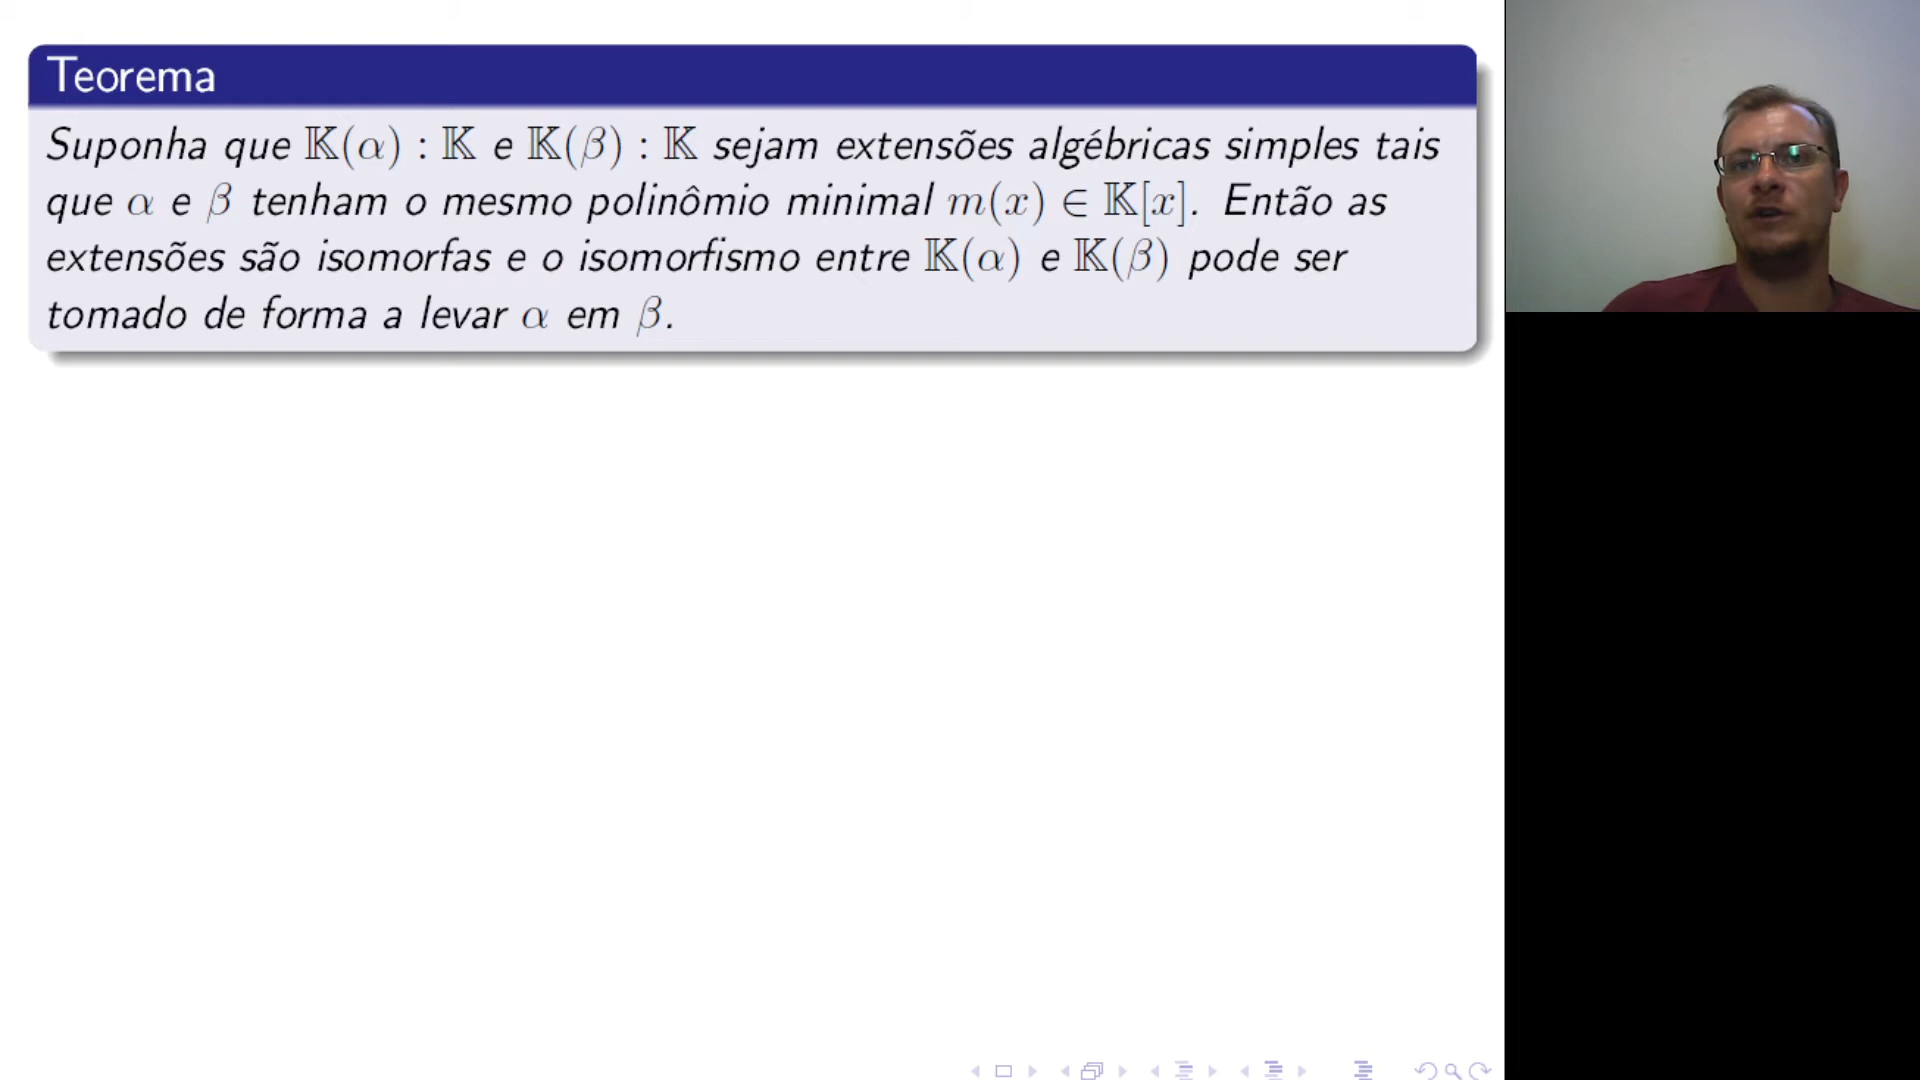 Teorema
Suponha que 𝕂(α) : 𝕂 e 𝕂(β) : 𝕂 sejam extensões algébricas simples tais
que α e β tenham o mesmo polinômio minimal m(x) ∈ 𝕂[x]. Então as
extensões são isomorfas e o isomorfismo entre 𝕂(α) e 𝕂(β) pode ser
tomado de forma a levar α em β.